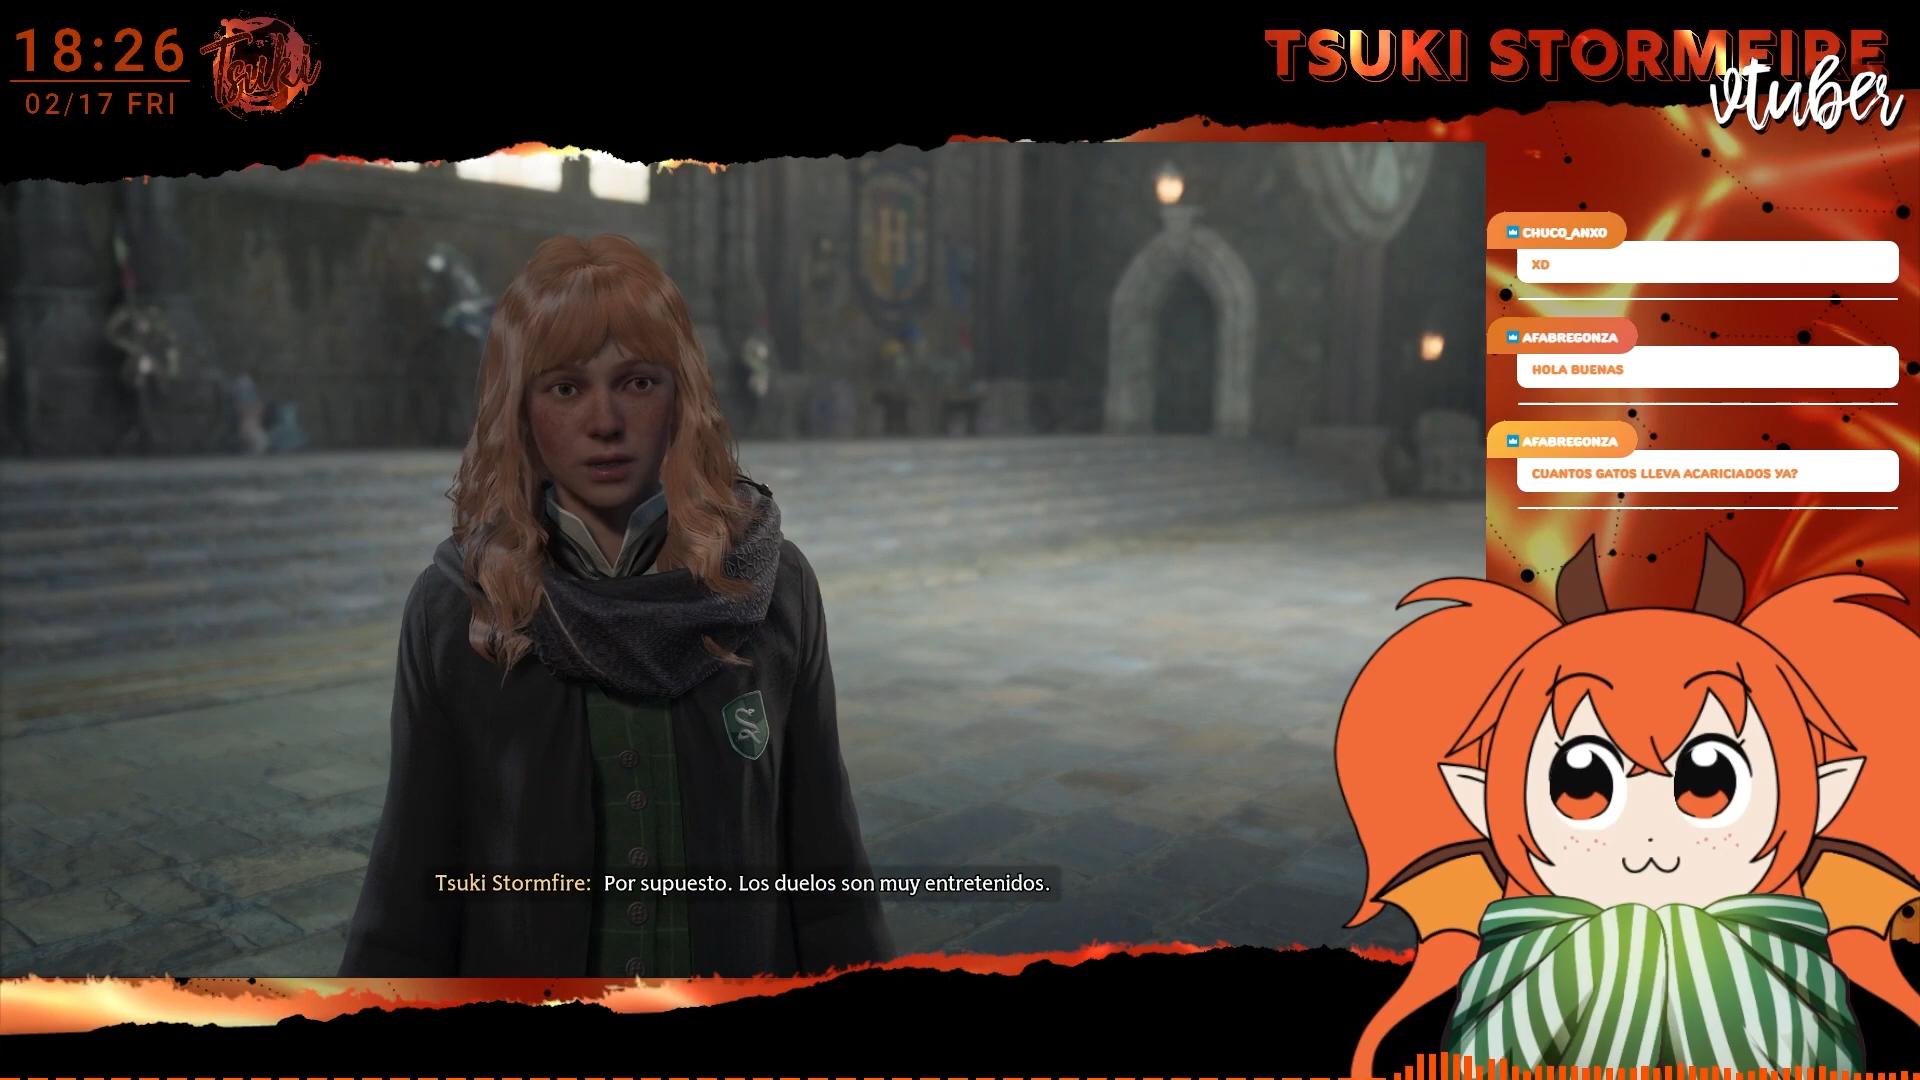 18:26
02/17 FRI
Tsuki
TSUKI STORMFIRE
vtuber
H
CHUCO_ANXO
XD
AFABREGONZA
HOLA BUENAS
AFABREGONZA
CUANTOS GATOS LLEVA ACARICIADOS YA?
Tsuki Stormfire: Por supuesto. Los duelos son muy entretenidos.